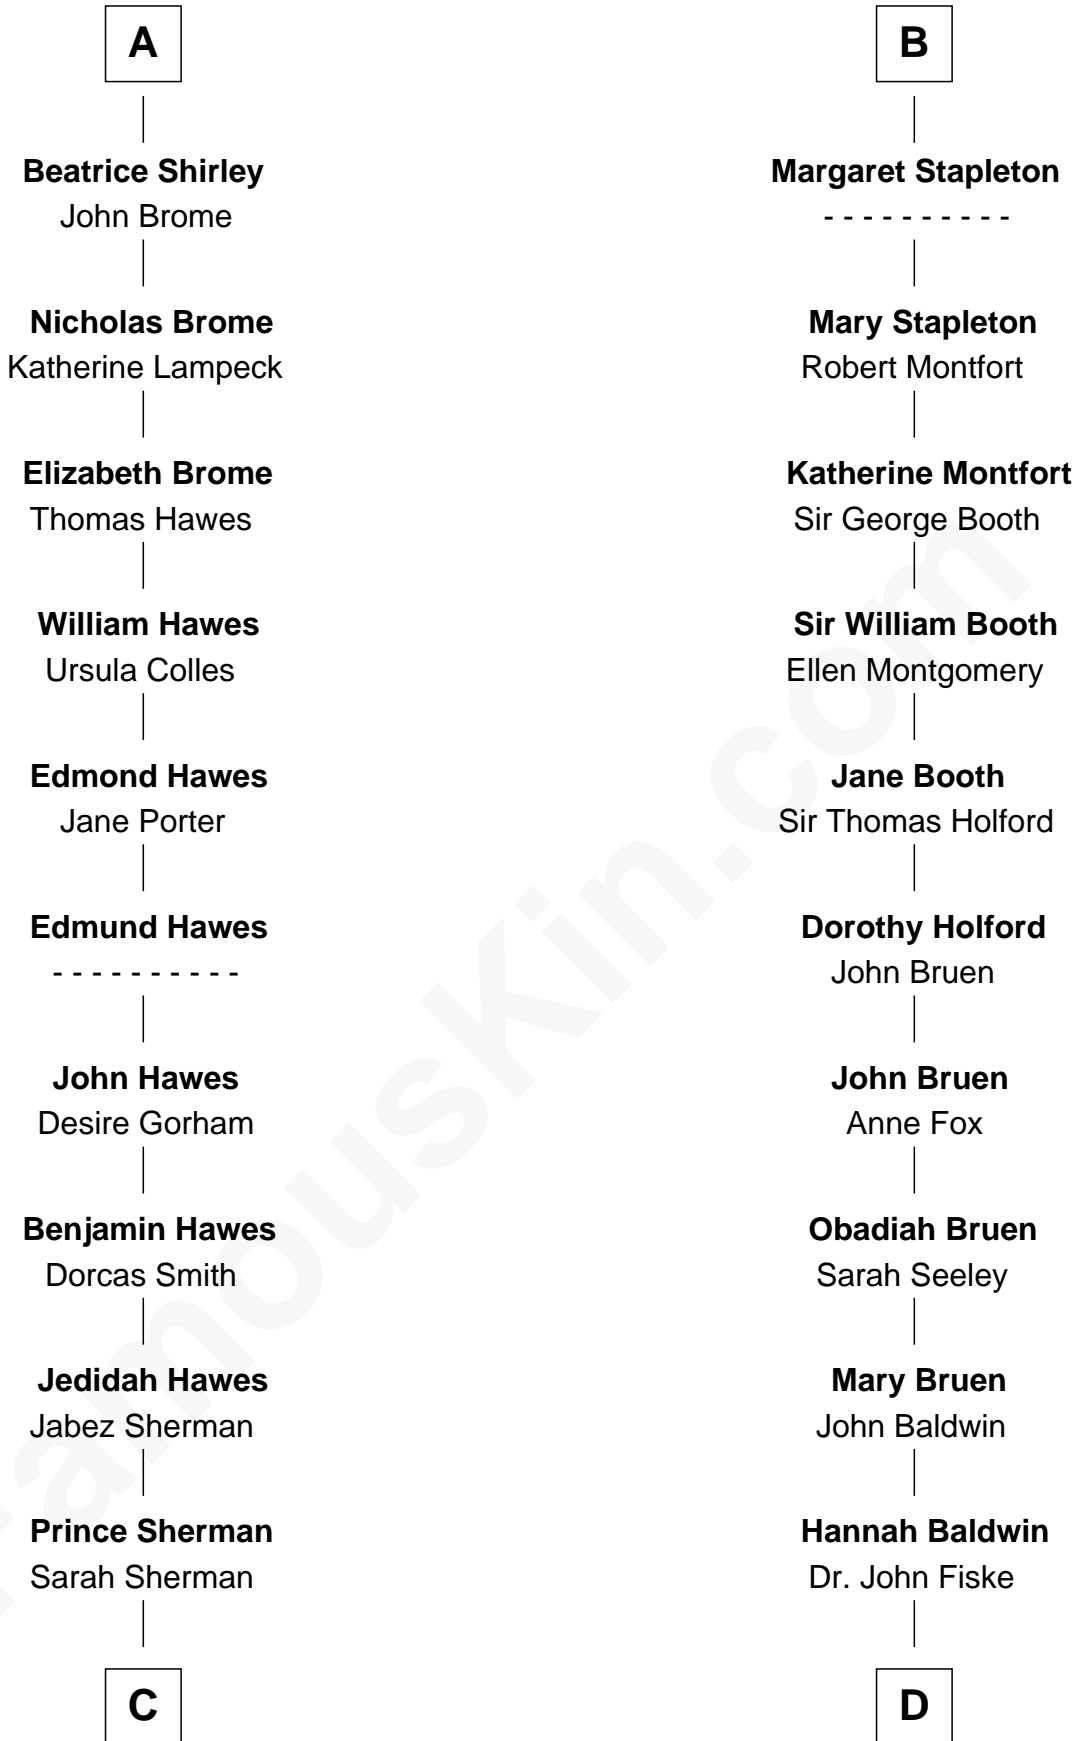 A
Beatrice Shirley
John Brome
Nicholas Brome
Katherine Lampeck
Elizabeth Brome
Thomas Hawes
William Hawes
Ursula Colles
Edmond Hawes
Jane Porter
Edmund Hawes
- - - - - - - - - -
John Hawes
Desire Gorham
Benjamin Hawes
Dorcas Smith
Jedidah Hawes
Jabez Sherman
Prince Sherman
Sarah Sherman
C
B
Margaret Stapleton
- - - - - - - - - -
Mary Stapleton
Robert Montfort
Katherine Montfort
Sir George Booth
Sir William Booth
Ellen Montgomery
Jane Booth
Sir Thomas Holford
Dorothy Holford
John Bruen
John Bruen
Anne Fox
Obadiah Bruen
Sarah Seeley
Mary Bruen
John Baldwin
Hannah Baldwin
Dr. John Fiske
D
FamousKin.com